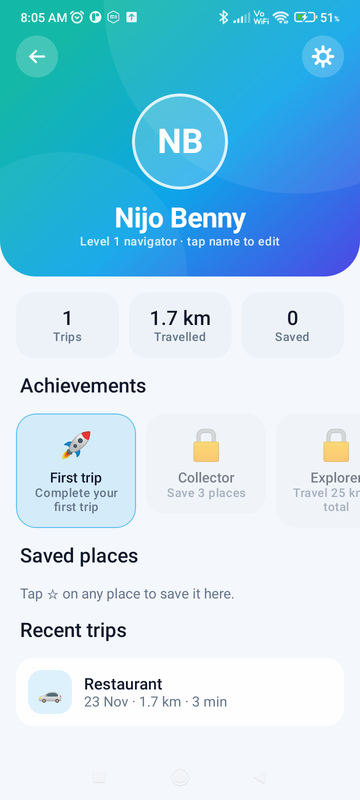 8:05 AM
Vo
WiFi
51%
NB
Nijo Benny
Level 1 navigator · tap name to edit
1
Trips
1.7 km
Travelled
0
Saved
Achievements
First trip
Complete your
first trip
Collector
Save 3 places
Explorer
Travel 25 km
total
Saved places
Tap ☆ on any place to save it here.
Recent trips
Restaurant
23 Nov · 1.7 km · 3 min